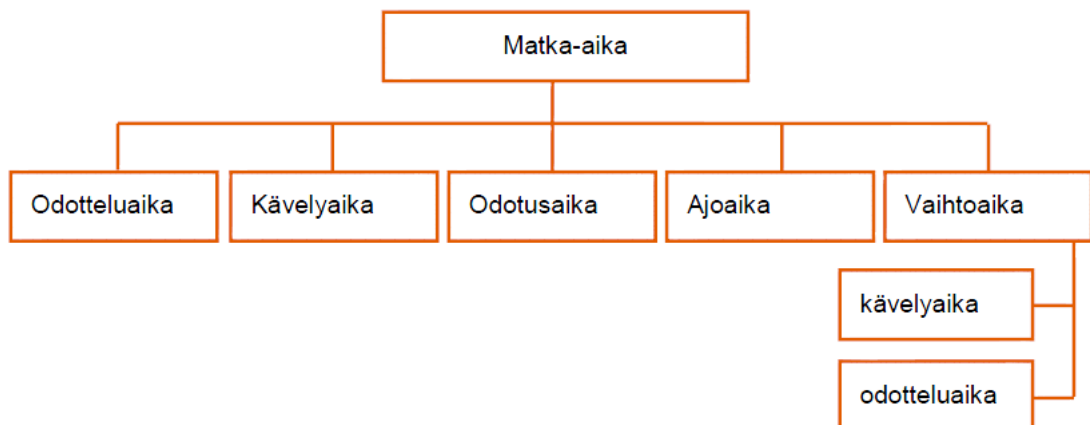 Matka-aika
Odotteluaika
Kävelyaika
Odotusaika
Ajoaika
Vaihtoaika
kävelyaika
odotteluaika